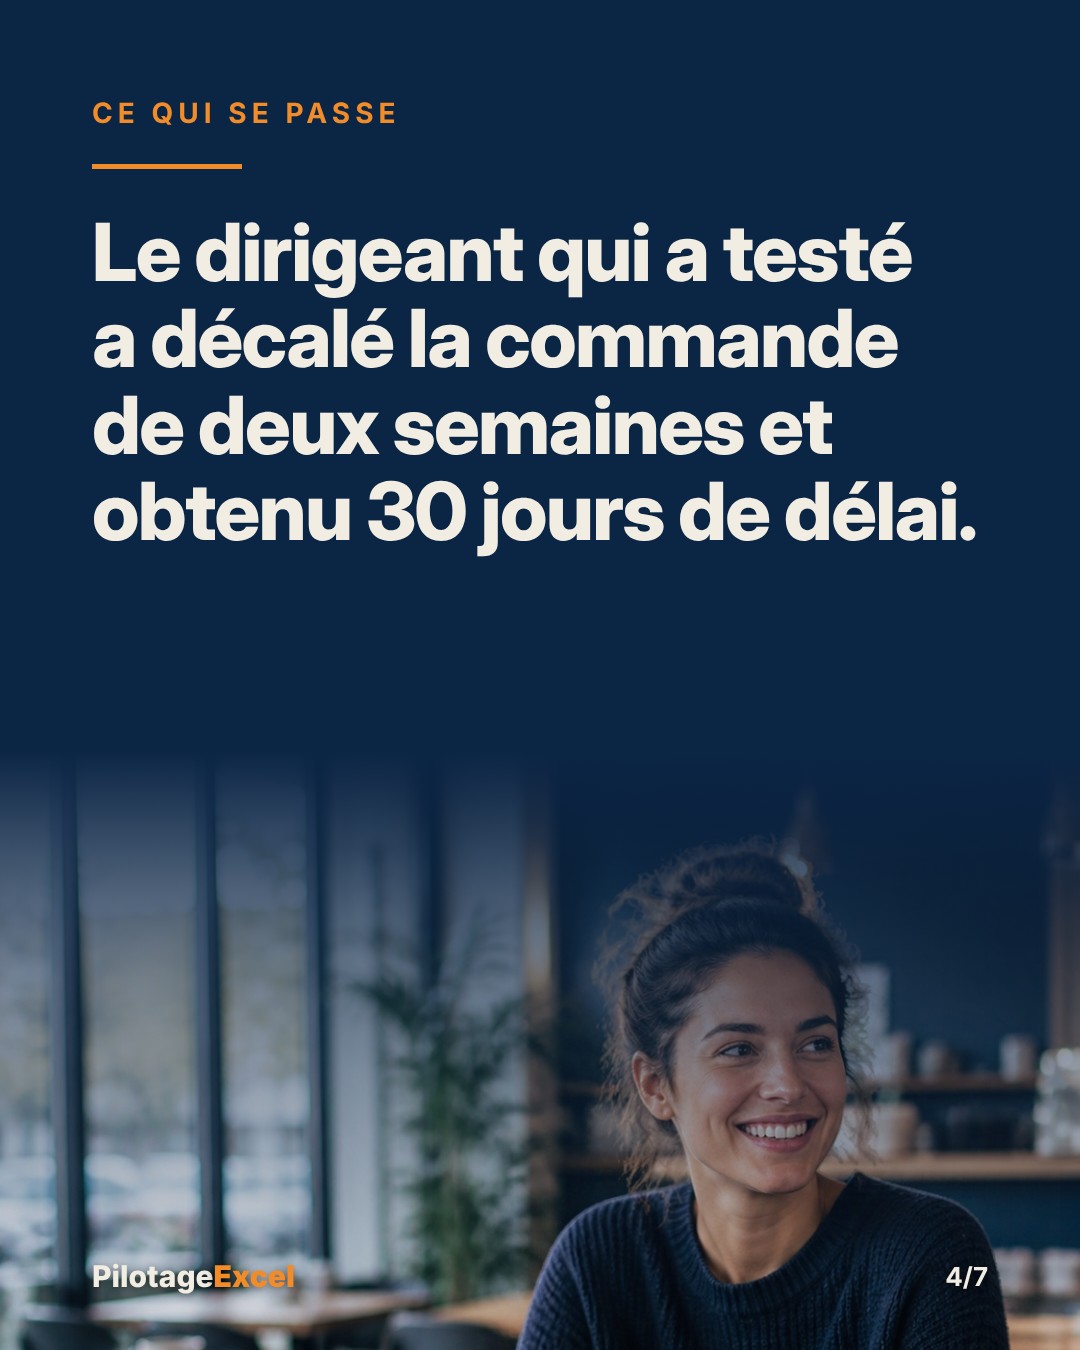 CE QUI SE PASSE
Le dirigeant qui a testé
a décalé la commande
de deux semaines et
obtenu 30 jours de délai.
PilotageExcel
4/7